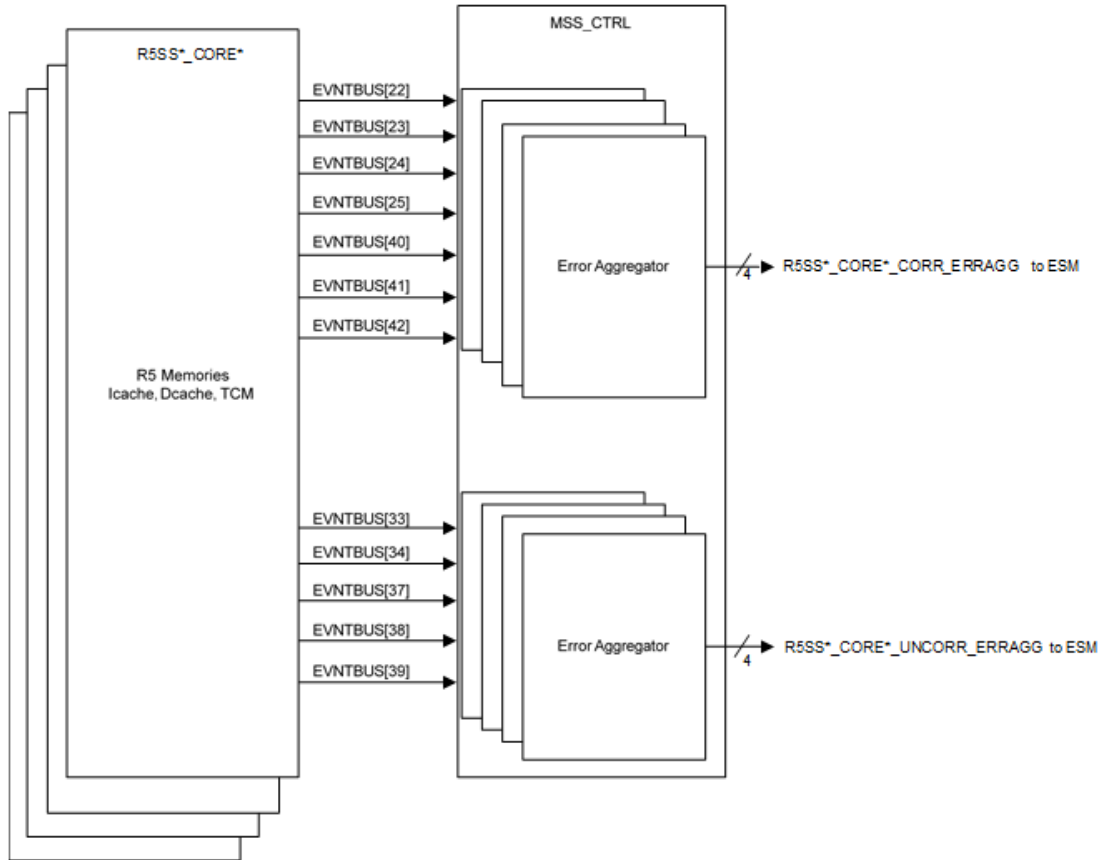 MSS_CTRL
R5SS*_CORE*
EVNTBUS[22]
EVNTBUS[23]
EVNTBUS[24]
EVNTBUS[25]
EVNTBUS[40]
EVNTBUS[41]
EVNTBUS[42]
Error Aggregator
4
R5SS*_CORE*_CORR_ERRAGG to ESM
R5 Memories
Icache, Dcache, TCM
EVNTBUS[33]
EVNTBUS[34]
EVNTBUS[37]
EVNTBUS[38]
EVNTBUS[39]
Error Aggregator
4
R5SS*_CORE*_UNCORR_ERRAGG to ESM